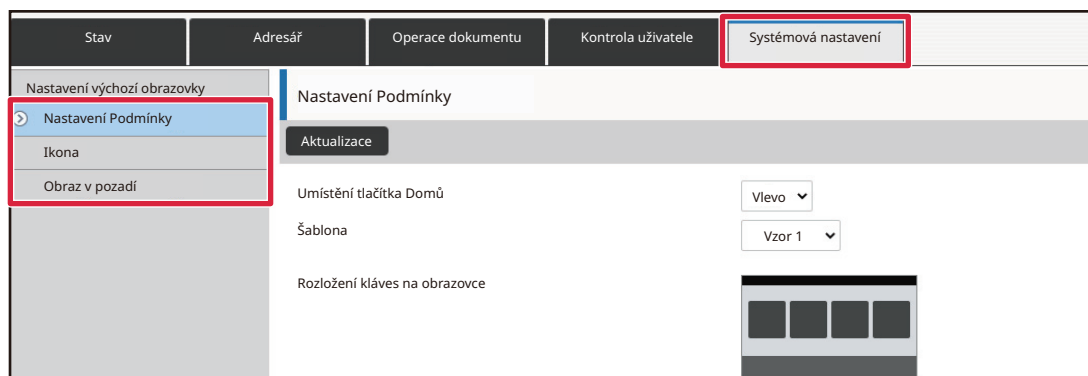 Stav
Adresář
Operace dokumentu
Kontrola uživatele
Systémová nastavení
Nastavení výchozí obrazovky
Nastavení Podmínky
Ikona
Obraz v pozadí
Nastavení Podmínky
Aktualizace
Umístění tlačítka Domů
Vlevo
Šablona
Vzor 1
Rozložení kláves na obrazovce